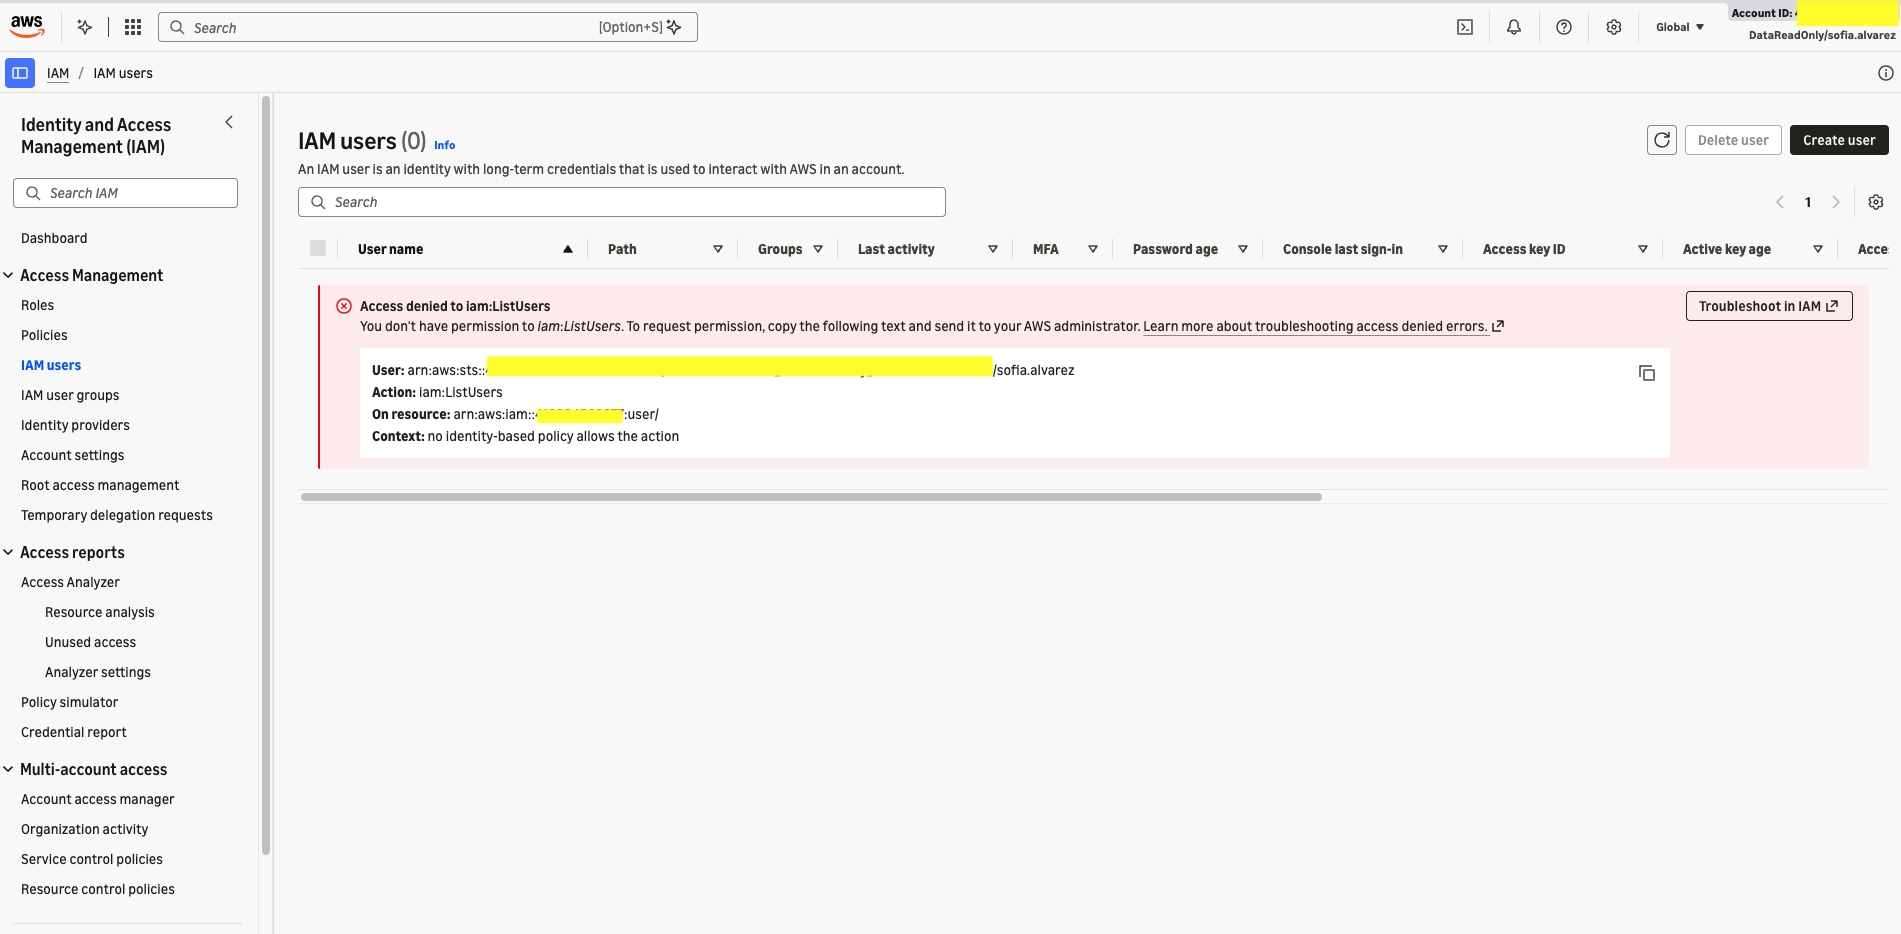 aws
Search [Option+S]
Global
Account ID:
DataReadOnly/sofia.alvarez
IAM / IAM users
Identity and Access
Management (IAM)
Search IAM
Dashboard
Access Management
Roles
Policies
IAM users
IAM user groups
Identity providers
Account settings
Root access management
Temporary delegation requests
Access reports
Access Analyzer
Resource analysis
Unused access
Analyzer settings
Policy simulator
Credential report
Multi-account access
Account access manager
Organization activity
Service control policies
Resource control policies
IAM users (0) Info
Delete user
Create user
An IAM user is an identity with long-term credentials that is used to interact with AWS in an account.
Search
1
User name Path Groups Last activity MFA Password age Console last sign-in Access key ID Active key age Acce
Access denied to iam:ListUsers
Troubleshoot in IAM
You don't have permission to iam:ListUsers. To request permission, copy the following text and send it to your AWS administrator. Learn more about troubleshooting access denied errors.
User: arn:aws:sts:: /sofia.alvarez
Action: iam:ListUsers
On resource: arn:aws:iam:: :user/
Context: no identity-based policy allows the action